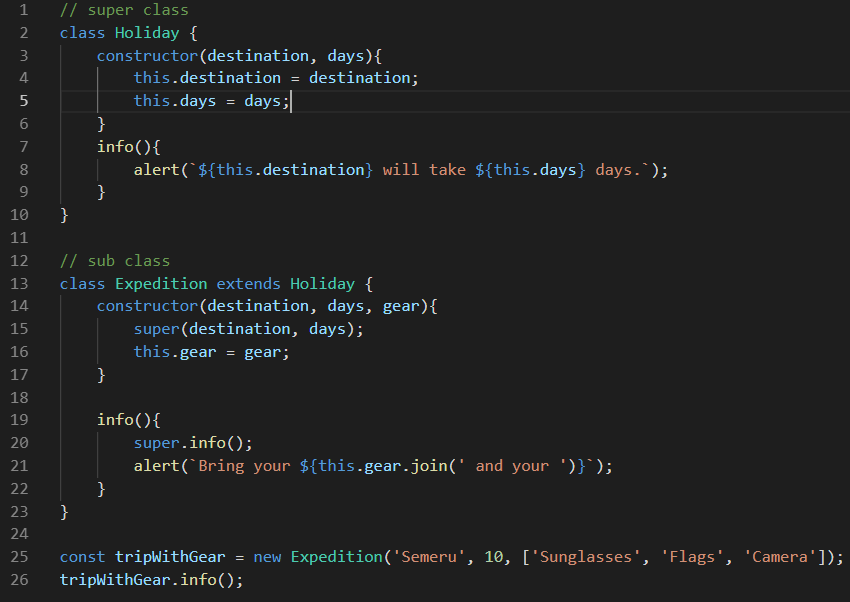 1 // super class
2 class Holiday {
3     constructor(destination, days){
4         this.destination = destination;
5         this.days = days;
6     }
7     info(){
8         alert(`${this.destination} will take ${this.days} days.`);
9     }
10 }
11
12 // sub class
13 class Expedition extends Holiday {
14     constructor(destination, days, gear){
15         super(destination, days);
16         this.gear = gear;
17     }
18
19     info(){
20         super.info();
21         alert(`Bring your ${this.gear.join(' and your ')}`);
22     }
23 }
24
25 const tripWithGear = new Expedition('Semeru', 10, ['Sunglasses', 'Flags', 'Camera']);
26 tripWithGear.info();